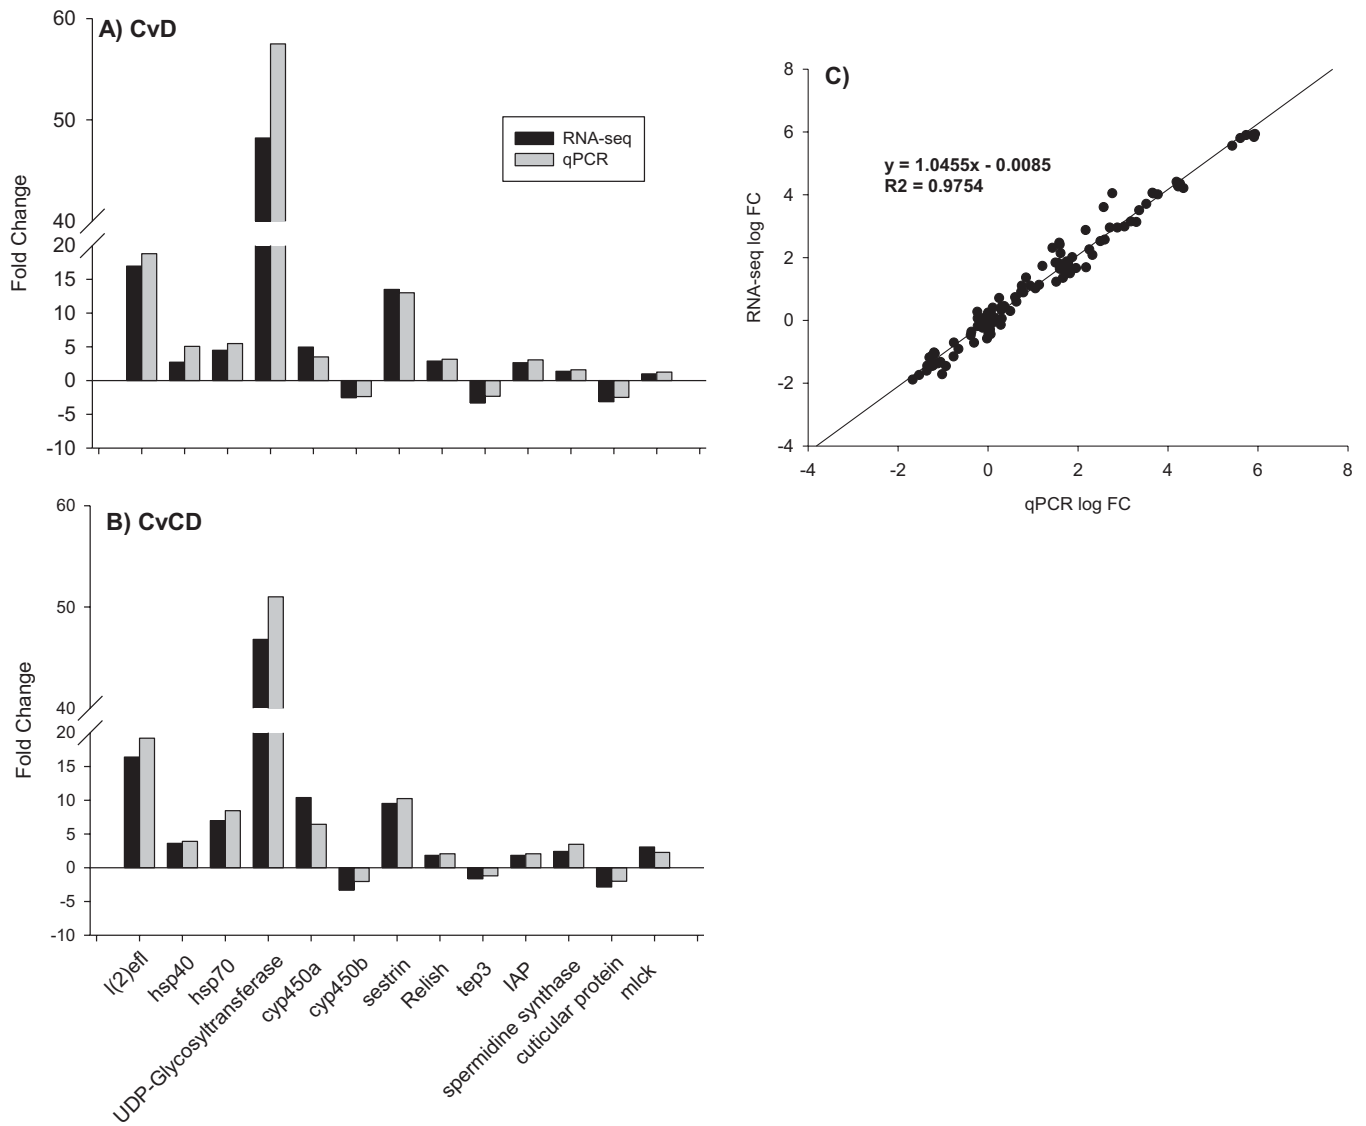 A) CvD
60
50
40
20
15
10
5
0
-5
-10
Fold Change
RNA-seq
qPCR
B) CvCD
60
50
40
20
15
10
5
0
-5
-10
Fold Change
l(2)efl
hsp40
hsp70
UDP-Glycosyltransferase
cyp450a
cyp450b
sestrin
Relish
tep3
IAP
spermidine synthase
cuticular protein
mlck
C)
8
6
4
2
0
-2
-4
RNA-seq log FC
y = 1.0455x - 0.0085
R2 = 0.9754
-4 -2 0 2 4 6 8
qPCR log FC